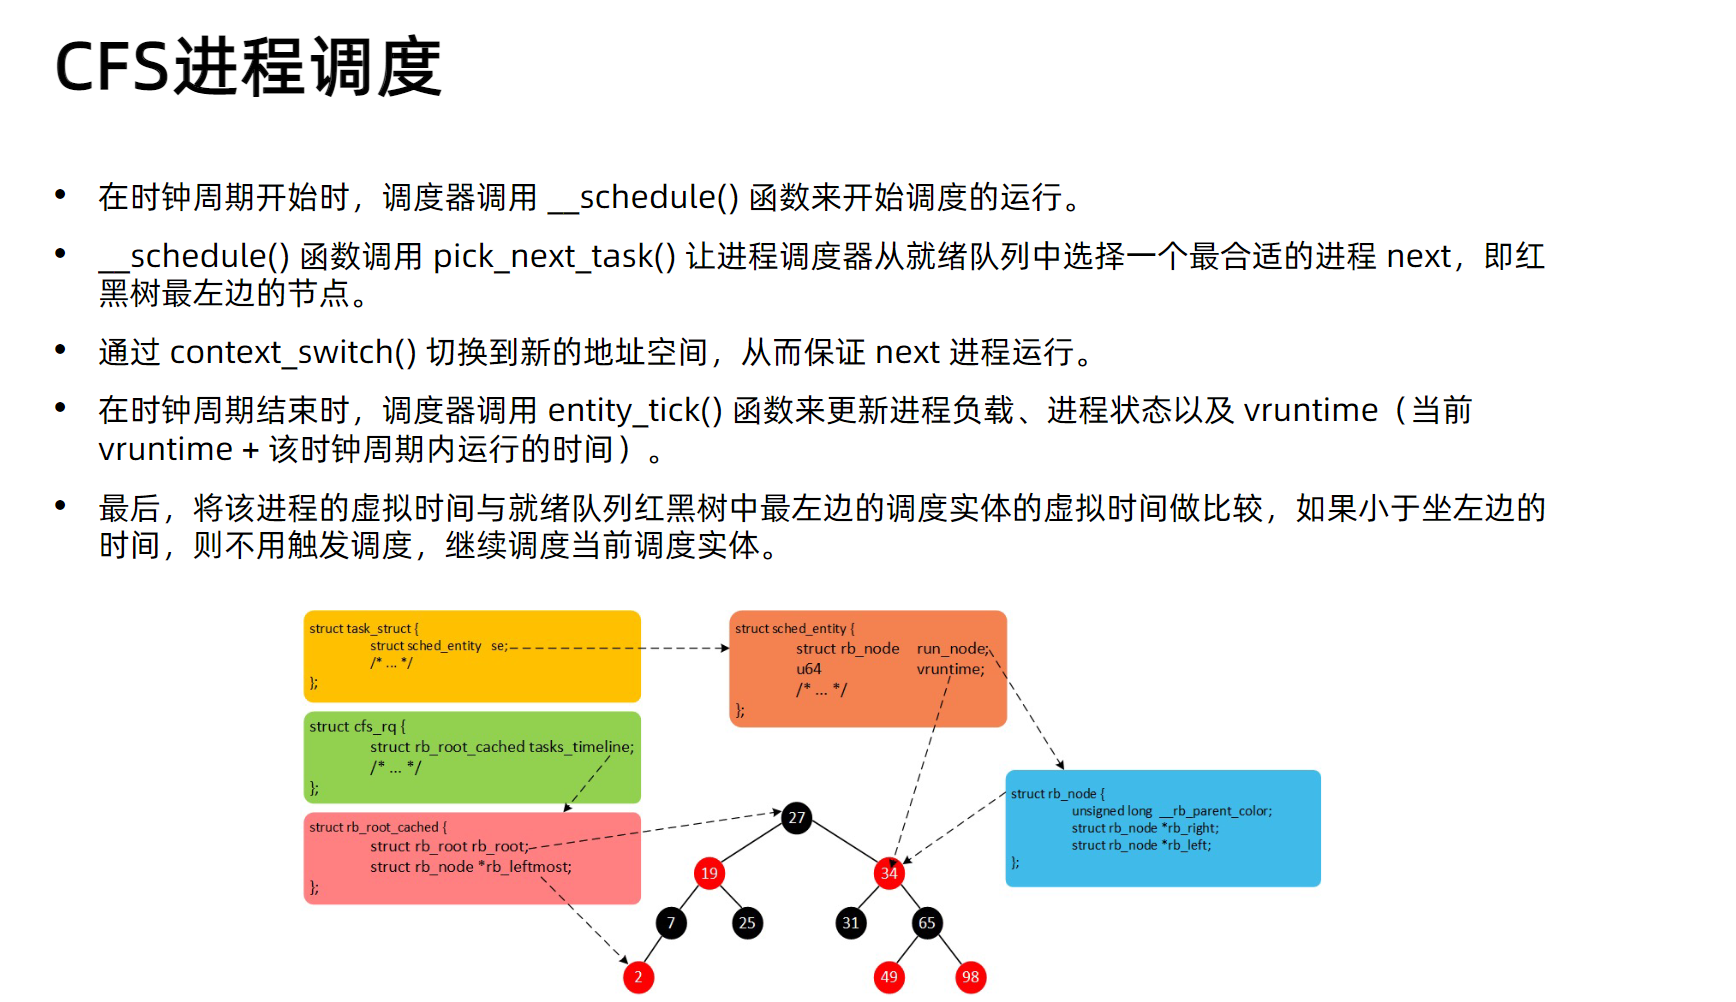 CFS进程调度
• 在时钟周期开始时，调度器调用 __schedule() 函数来开始调度的运行。
• __schedule() 函数调用 pick_next_task() 让进程调度器从就绪队列中选择一个最合适的进程 next，即红
黑树最左边的节点。
• 通过 context_switch() 切换到新的地址空间，从而保证 next 进程运行。
• 在时钟周期结束时，调度器调用 entity_tick() 函数来更新进程负载、进程状态以及 vruntime（当前
vruntime + 该时钟周期内运行的时间）。
• 最后，将该进程的虚拟时间与就绪队列红黑树中最左边的调度实体的虚拟时间做比较，如果小于坐左边的
时间，则不用触发调度，继续调度当前调度实体。
struct task_struct {
struct sched_entity se;
/* ... */
};
struct sched_entity {
struct rb_node run_node;
u64 vruntime;
/* ... */
};
struct cfs_rq {
struct rb_root_cached tasks_timeline;
/* ... */
};
struct rb_root_cached {
struct rb_root rb_root;
struct rb_node *rb_leftmost;
};
struct rb_node {
unsigned long __rb_parent_color;
struct rb_node *rb_right;
struct rb_node *rb_left;
};
27
19
34
7
25
31
65
2
49
98